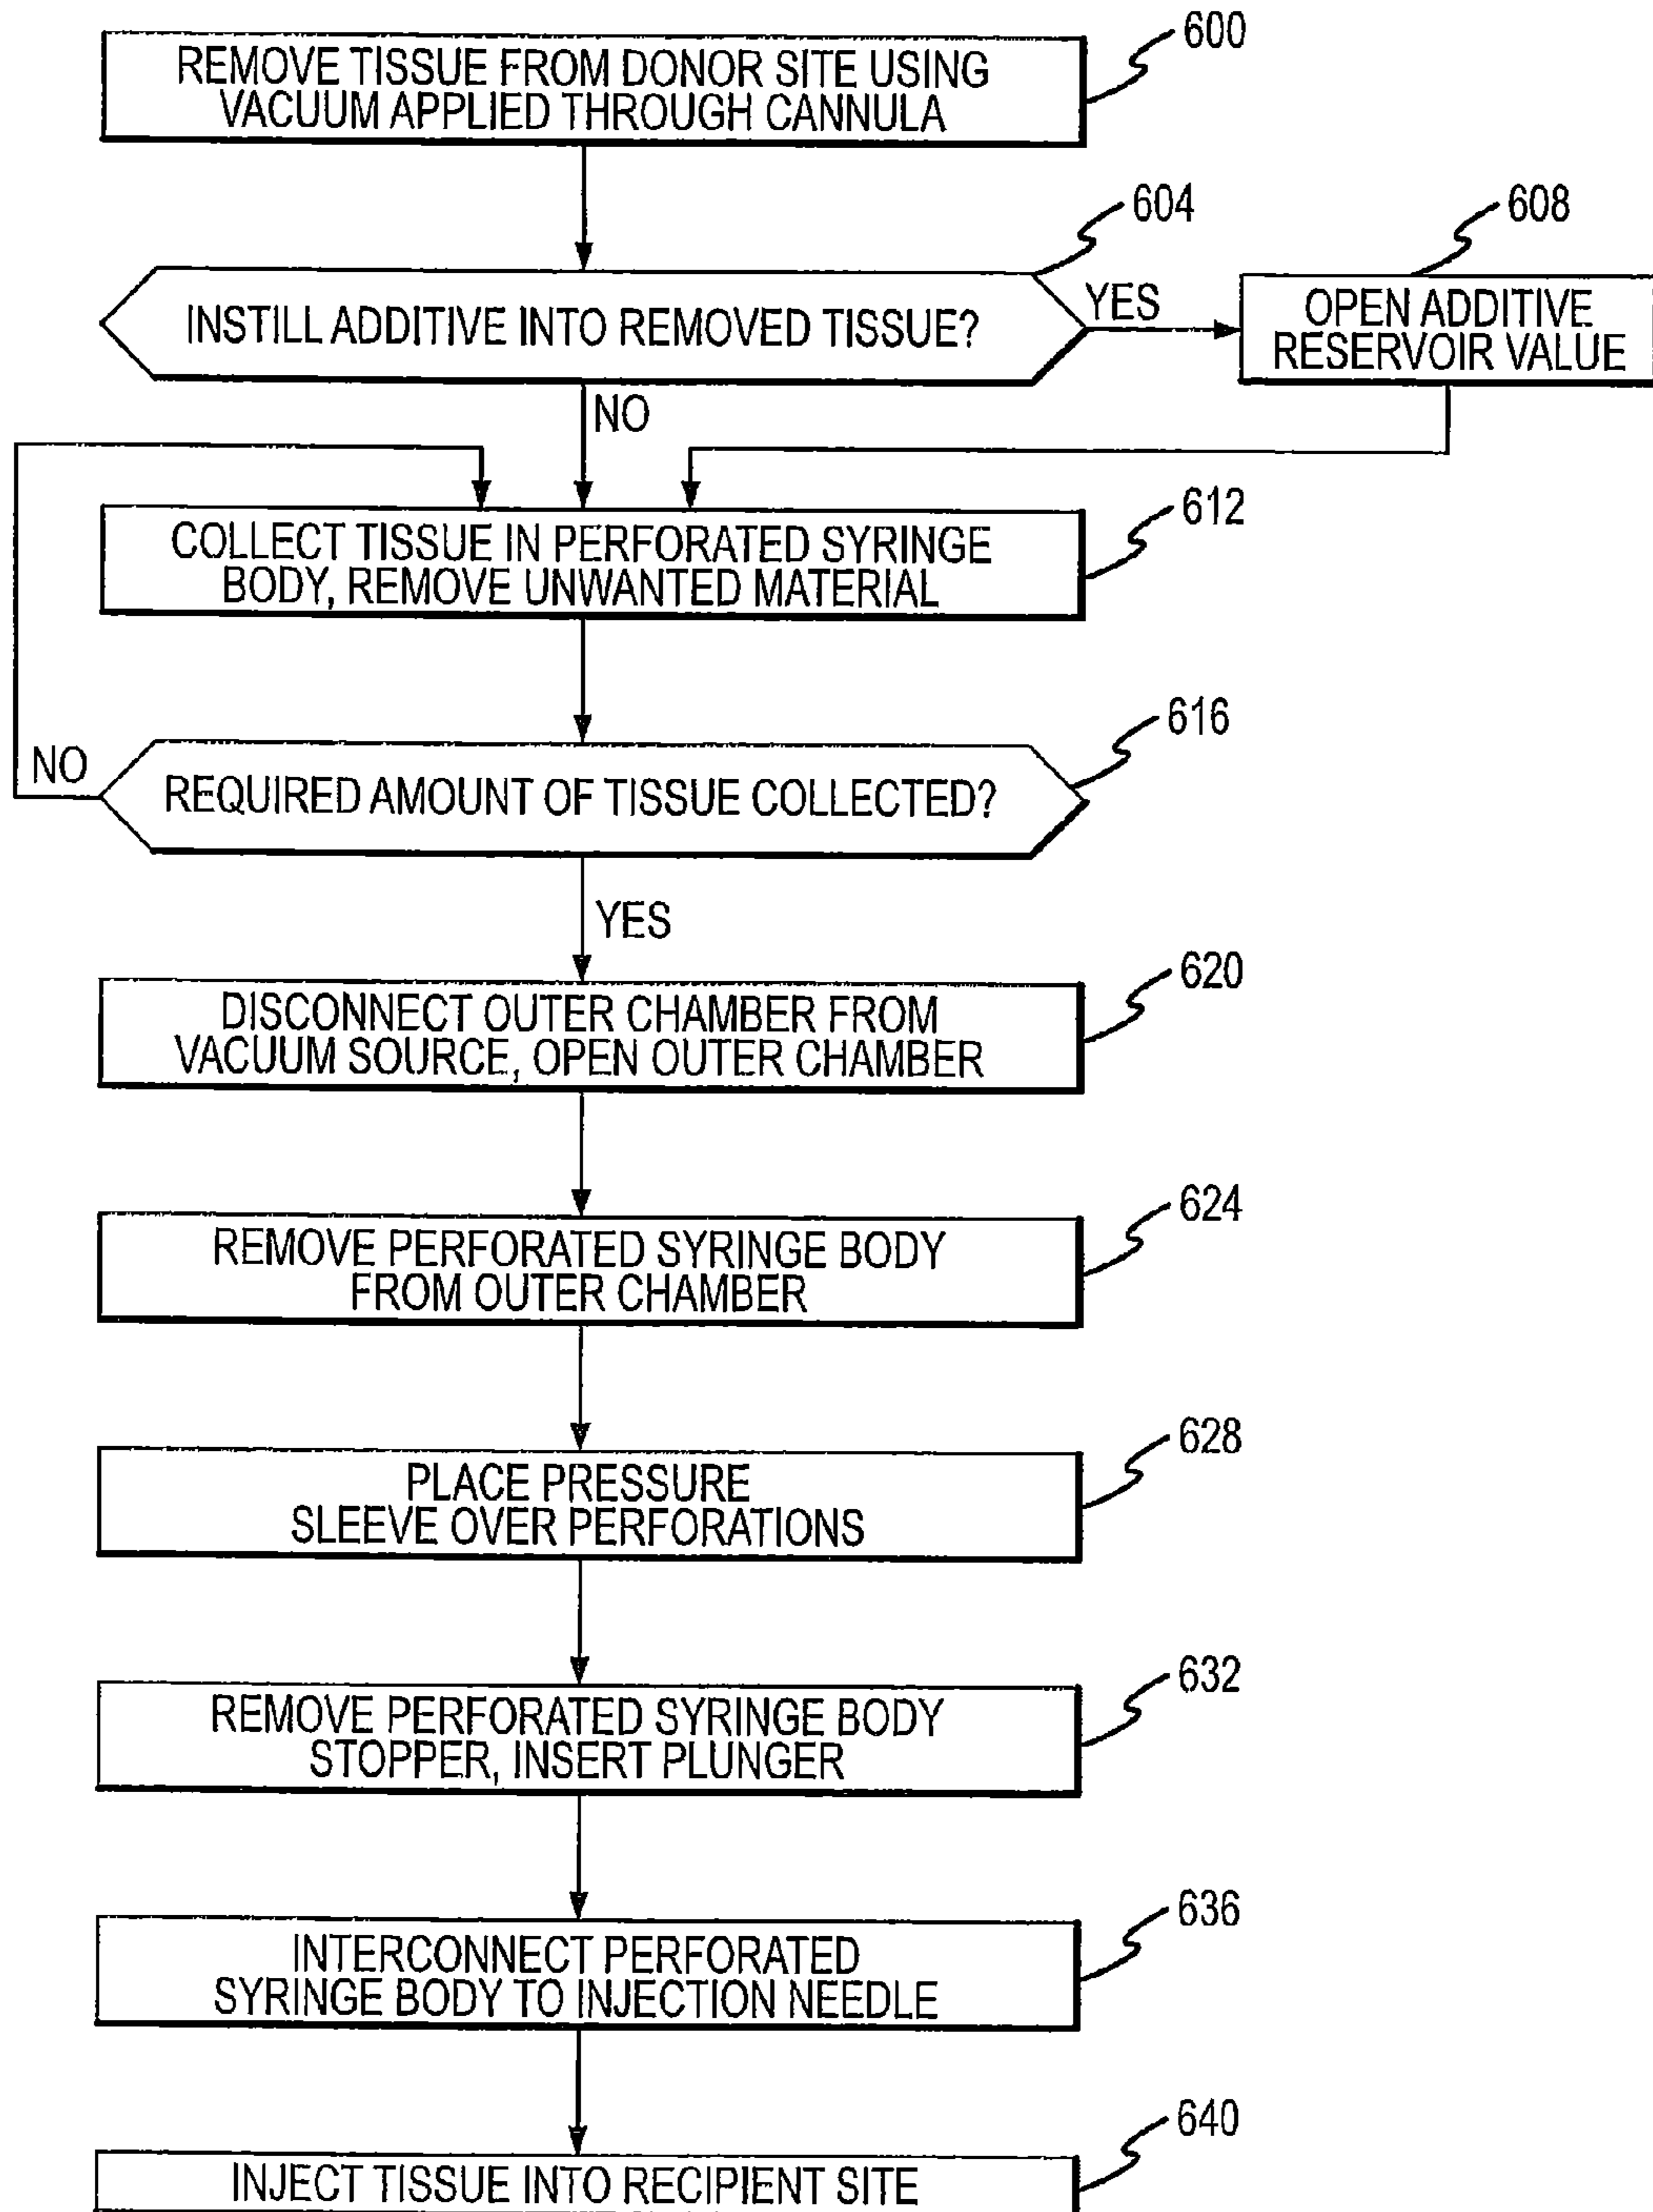 600
REMOVE TISSUE FROM DONOR SITE USING
VACUUM APPLIED THROUGH CANNULA
604
608
INSTILL ADDITIVE INTO REMOVED TISSUE?
YES
OPEN ADDITIVE
RESERVOIR VALUE
NO
612
COLLECT TISSUE IN PERFORATED SYRINGE
BODY, REMOVE UNWANTED MATERIAL
616
NO
REQUIRED AMOUNT OF TISSUE COLLECTED?
YES
620
DISCONNECT OUTER CHAMBER FROM
VACUUM SOURCE, OPEN OUTER CHAMBER
624
REMOVE PERFORATED SYRINGE BODY
FROM OUTER CHAMBER
628
PLACE PRESSURE
SLEEVE OVER PERFORATIONS
632
REMOVE PERFORATED SYRINGE BODY
STOPPER, INSERT PLUNGER
636
INTERCONNECT PERFORATED
SYRINGE BODY TO INJECTION NEEDLE
640
INJECT TISSUE INTO RECIPIENT SITE